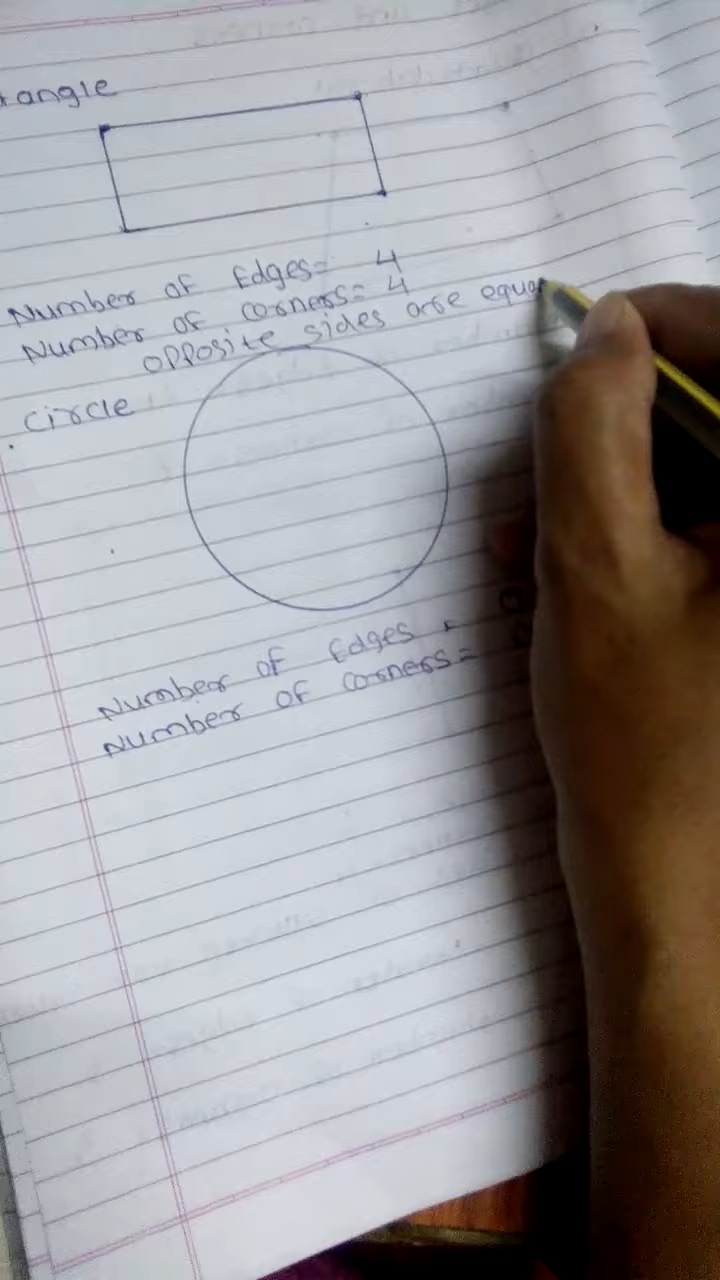 tangle
Number of Edges= 4
Number of corners= 4
opposite sides are equa
Circle
Number of Edges =
Number of corners=